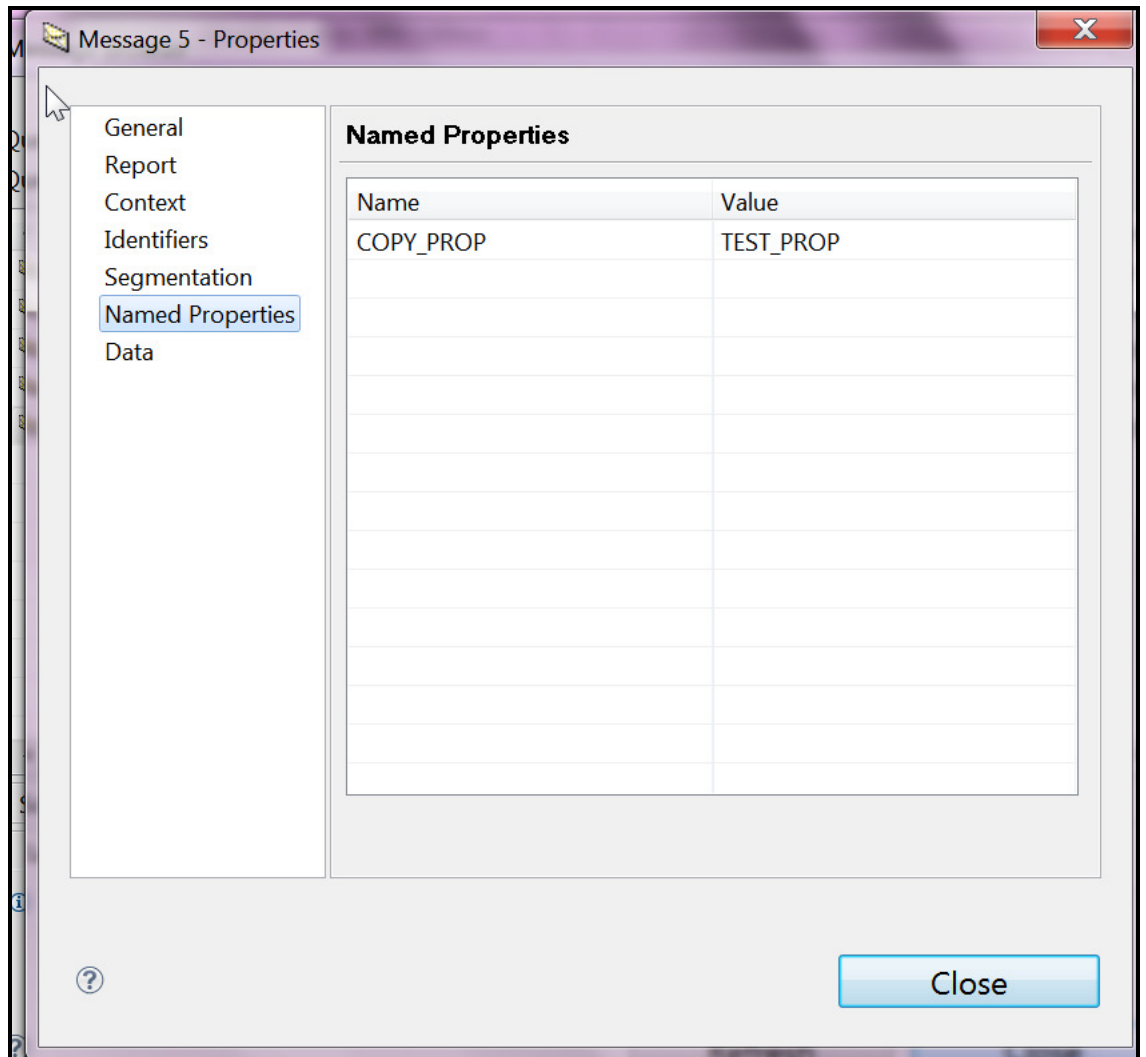 Message 5 - Properties
General
Report
Context
Identifiers
Segmentation
Named Properties
Data
Named Properties
Name Value
COPY_PROP TEST_PROP
Close